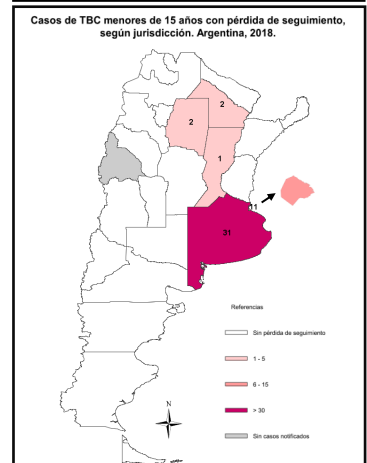 Casos de TBC menores de 15 años con pérdida de seguimiento,
según jurisdicción. Argentina, 2018.
2
2
1
11
31
Referencias
Sin pérdida de seguimiento
1 - 5
6 - 15
> 30
N
Sin casos notificados